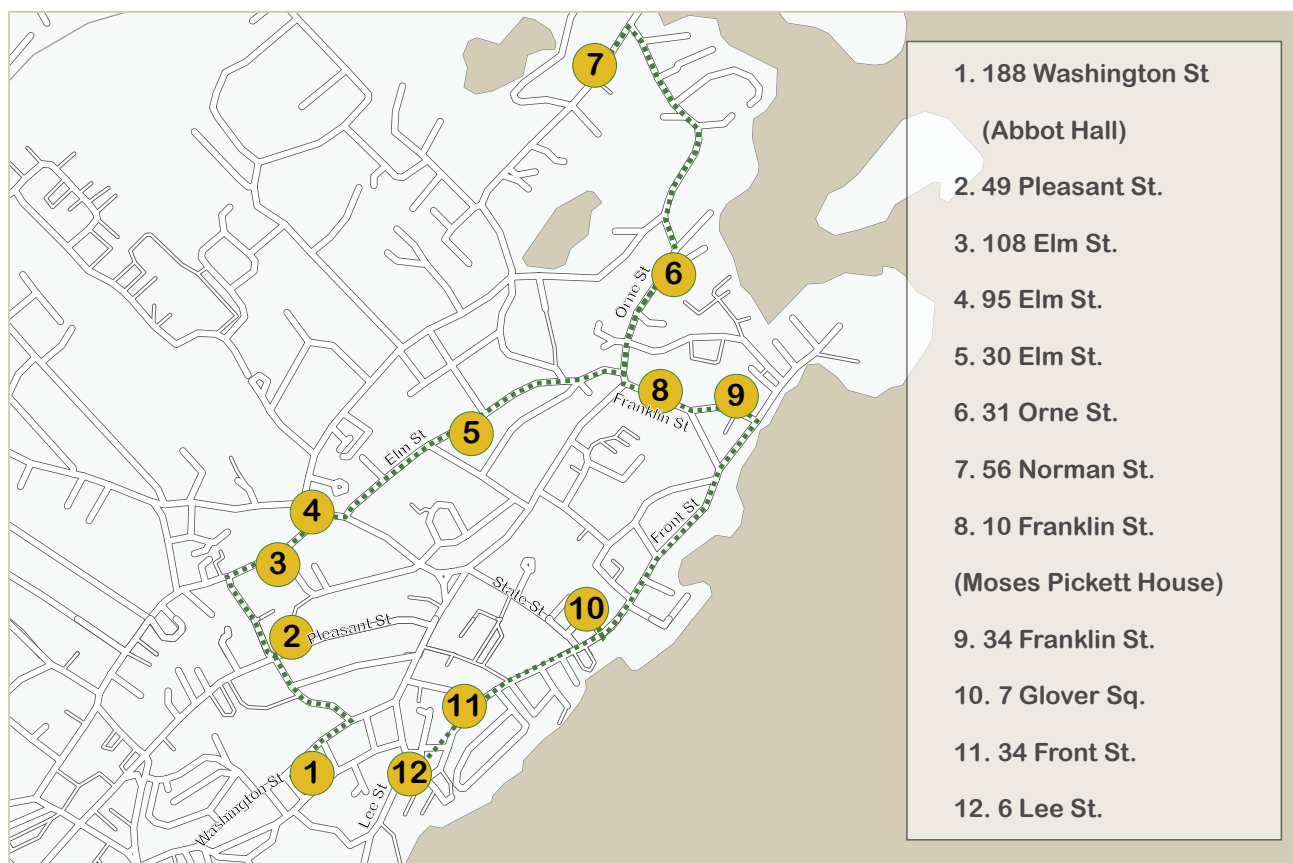 7
6
Orne St
8
9
Franklin St
5
Elm St
4
3
Front St
State St
10
2
Pleasant St
11
1
12
Washington St
Lee St
1. 188 Washington St
(Abbot Hall)
2. 49 Pleasant St.
3. 108 Elm St.
4. 95 Elm St.
5. 30 Elm St.
6. 31 Orne St.
7. 56 Norman St.
8. 10 Franklin St.
(Moses Pickett House)
9. 34 Franklin St.
10. 7 Glover Sq.
11. 34 Front St.
12. 6 Lee St.